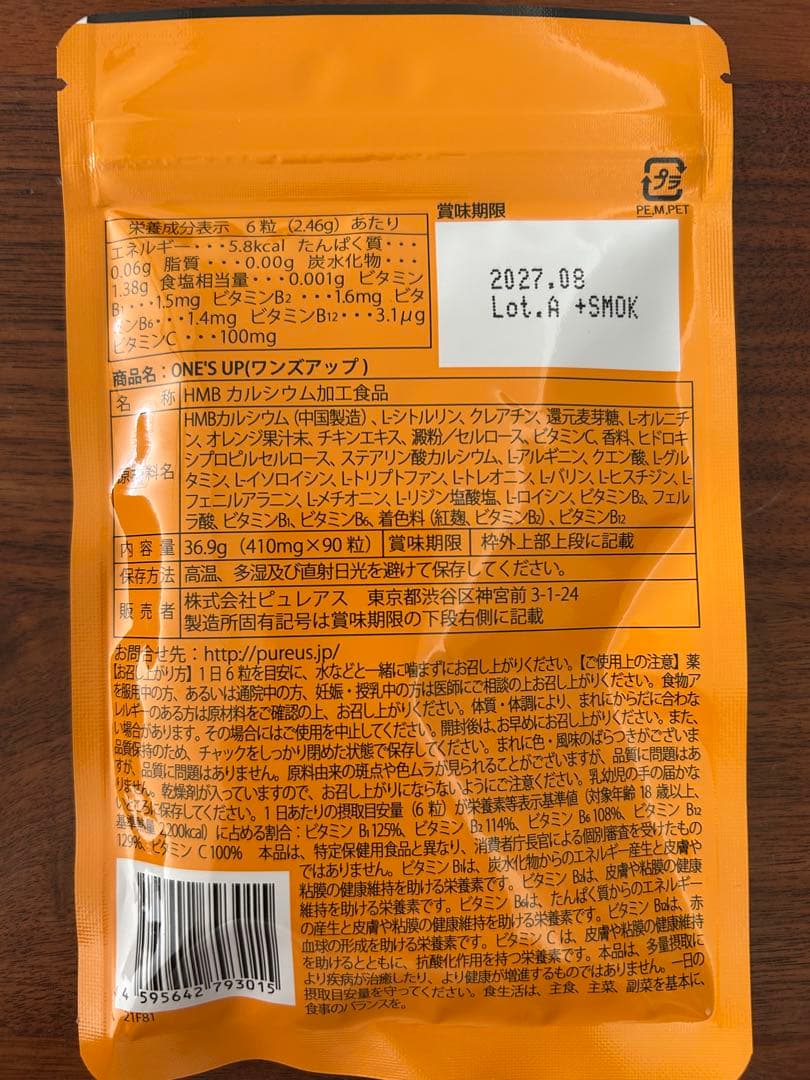 プラ
PE,M,PET
賞味期限
2027.08
Lot.A +SMOK
栄養成分表示 6粒（2.46g）あたり
エネルギー・・・5.8kcal たんぱく質・・・
0.06g 脂質・・・0.00g 炭水化物・・・
1.38g 食塩相当量・・・0.001g ビタミン
B1・・・1.5mg ビタミンB2・・・1.6mg ビタ
ミンB6・・・1.4mg ビタミンB12・・・3.1μg
ビタミンC・・・100mg
商品名：ONE'S UP(ワンズアップ)
名 称 HMB カルシウム加工食品
原材料名 HMBカルシウム（中国製造）、L-シトルリン、クレアチン、還元麦芽糖、L-オルニチ
ン、オレンジ果汁末、チキンエキス、澱粉／セルロース、ビタミンC、香料、ヒドロキ
シプロピルセルロース、ステアリン酸カルシウム、L-アルギニン、クエン酸、L-グル
タミン、L-イソロイシン、L-トリプトファン、L-トレオニン、L-バリン、L-ヒスチジン、L-
フェニルアラニン、L-メチオニン、L-リジン塩酸塩、L-ロイシン、ビタミンB2、フェル
ラ酸、ビタミンB1、ビタミンB6、着色料（紅麹、ビタミンB2）、ビタミンB12
内容量 36.9g（410mg×90粒） 賞味期限 枠外上部上段に記載
保存方法 高温、多湿及び直射日光を避けて保存してください。
販売者 株式会社ピュレアス 東京都渋谷区神宮前 3-1-24
製造所固有記号は賞味期限の下段右側に記載
お問合せ先：http://pureus.jp/
【お召し上がり方】1日6粒を目安に、水などと一緒に噛まずにお召し上がりください。【ご使用上の注意】薬
を服用中の方、あるいは通院中の方、妊娠・授乳中の方は医師にご相談の上お召し上がりください。食物ア
レルギーのある方は原材料をご確認の上、お召し上がりください。体質・体調により、まれにからだに合わな
い場合があります。その場合にはご使用を中止してください。開封後は、お早めにお召し上がりください。また、
品質保持のため、チャックをしっかり閉めた状態で保存してください。まれに色・風味のばらつきがございま
すが、品質に問題はありません。原料由来の斑点や色ムラが見られることがございますが、品質に問題はあ
りません。乾燥剤が入っていますので、お召し上がりにならないようにご注意ください。乳幼児の手の届かな
いところに保存してください。1日あたりの摂取目安量（6粒）が栄養素等表示基準値（対象年齢18歳以上、
基準熱量2200kcal）に占める割合：ビタミンB1 125%、ビタミンB2 114%、ビタミンB6 108%、ビタミンB12
129%、ビタミンC 100% 本品は、特定保健用食品と異なり、消費者庁長官による個別審査を受けたもの
ではありません。ビタミンB1は、炭水化物からのエネルギー産生と皮膚や
粘膜の健康維持を助ける栄養素です。ビタミンB2は、皮膚や粘膜の健康
維持を助ける栄養素です。ビタミンB6は、たんぱく質からのエネルギー
の産生と皮膚や粘膜の健康維持を助ける栄養素です。ビタミンB12は、赤
血球の形成を助ける栄養素です。ビタミンCは、皮膚や粘膜の健康維持
を助けるとともに、抗酸化作用を持つ栄養素です。本品は、多量摂取に
より疾病が治癒したり、より健康が増進するものではありません。一日の
摂取目安量を守ってください。食生活は、主食、主菜、副菜を基本に、
食事のバランスを。
4 595642 793015
21F81